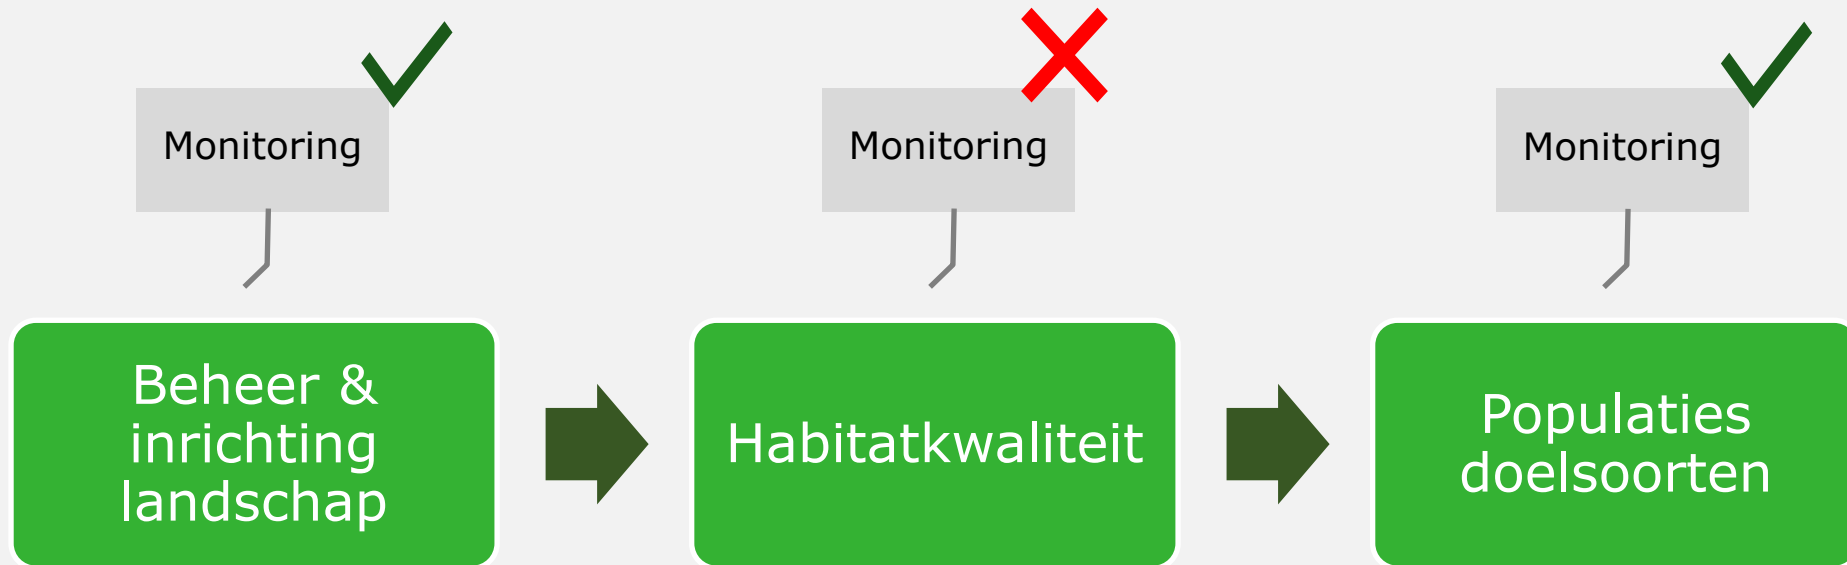 Monitoring
Monitoring
Monitoring
Beheer &
inrichting
landschap
Habitatkwaliteit
Populaties
doelsoorten